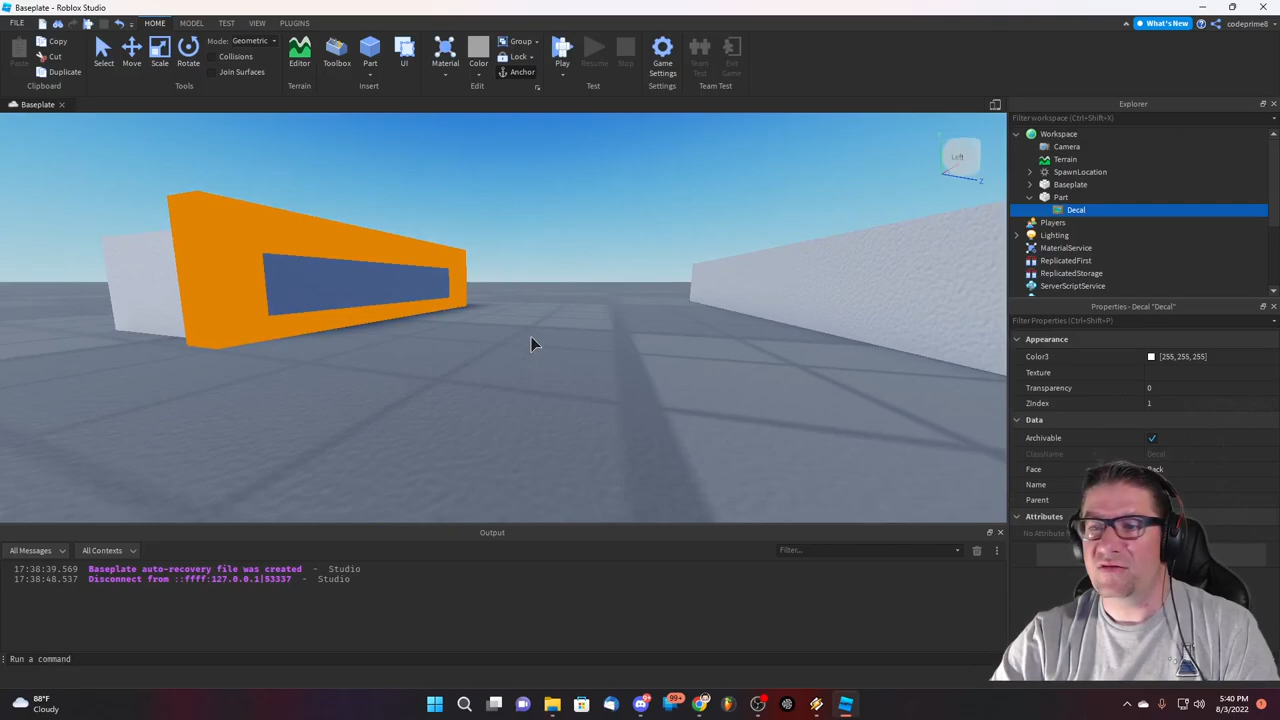 Baseplate - Roblox Studio
FILE HOME MODEL TEST VIEW PLUGINS What's New codeprime8
Paste Copy Cut Duplicate Clipboard
Select Move Scale Rotate Mode: Geometric Collisions Join Surfaces Tools
Editor Terrain
Toolbox Part UI Insert
Material Color Group Lock Anchor Edit
Play Resume Stop Test
Game Settings Settings
Team Test Exit Game Team Test
Baseplate
Left
Z
Explorer
Filter workspace (Ctrl+Shift+X)
Workspace
Camera
Terrain
SpawnLocation
Baseplate
Part
Decal
Players
Lighting
MaterialService
ReplicatedFirst
ReplicatedStorage
ServerScriptService
Properties - Decal "Decal"
Filter Properties (Ctrl+Shift+P)
Appearance
Color3 [255, 255, 255]
Texture
Transparency 0
ZIndex 1
Data
Archivable
ClassName Decal
Face Back
Name
Parent
Attributes
No Attribute
Output
All Messages All Contexts Filter...
17:38:39.569 Baseplate auto-recovery file was created - Studio
17:38:48.537 Disconnect from ::ffff:127.0.0.1|53337 - Studio
Run a command
88°F
Cloudy
99+
5:40 PM
8/3/2022